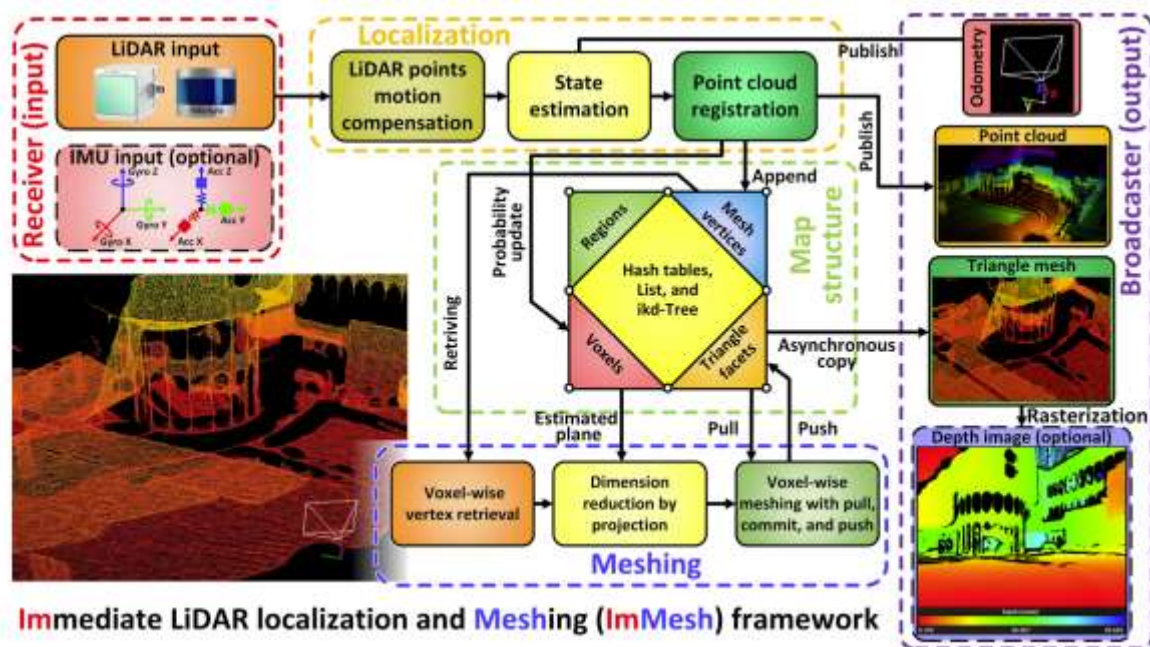 Receiver (input)
LiDAR input
IMU input (optional)
Gyro Z
Gyro Y
Gyro X
Acc Z
Acc Y
Acc X
Localization
LiDAR points
motion
compensation
State
estimation
Point cloud
registration
Publish
Publish
Append
Probability
update
Retriving
Map
structure
Regions
Mesh
vertices
Hash tables,
List, and
ikd-Tree
Voxels
Triangle
facets
Asynchronous
copy
Estimated
plane
Pull
Push
Voxel-wise
vertex retrieval
Dimension
reduction by
projection
Voxel-wise
meshing with pull,
commit, and push
Meshing
Broadcaster (output)
Odometry
Point cloud
Triangle mesh
Rasterization
Depth image (optional)
Immediate LiDAR localization and Meshing (ImMesh) framework